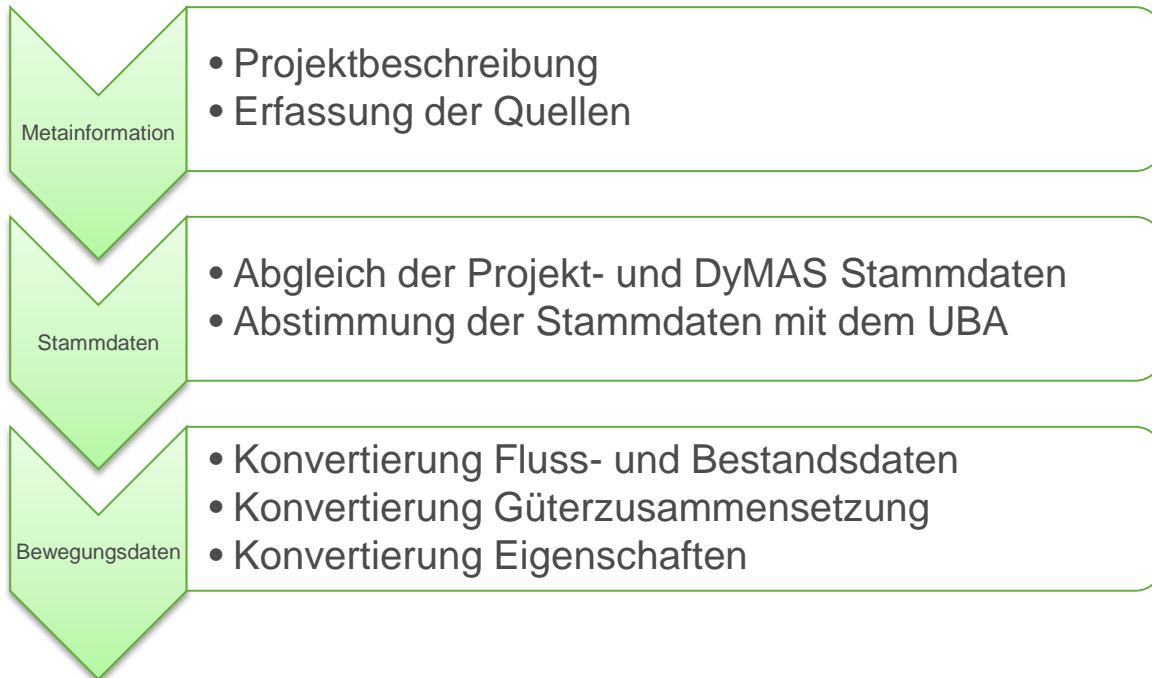 Metainformation
• Projektbeschreibung
• Erfassung der Quellen
Stammdaten
• Abgleich der Projekt- und DyMAS Stammdaten
• Abstimmung der Stammdaten mit dem UBA
Bewegungsdaten
• Konvertierung Fluss- und Bestandsdaten
• Konvertierung Güterzusammensetzung
• Konvertierung Eigenschaften